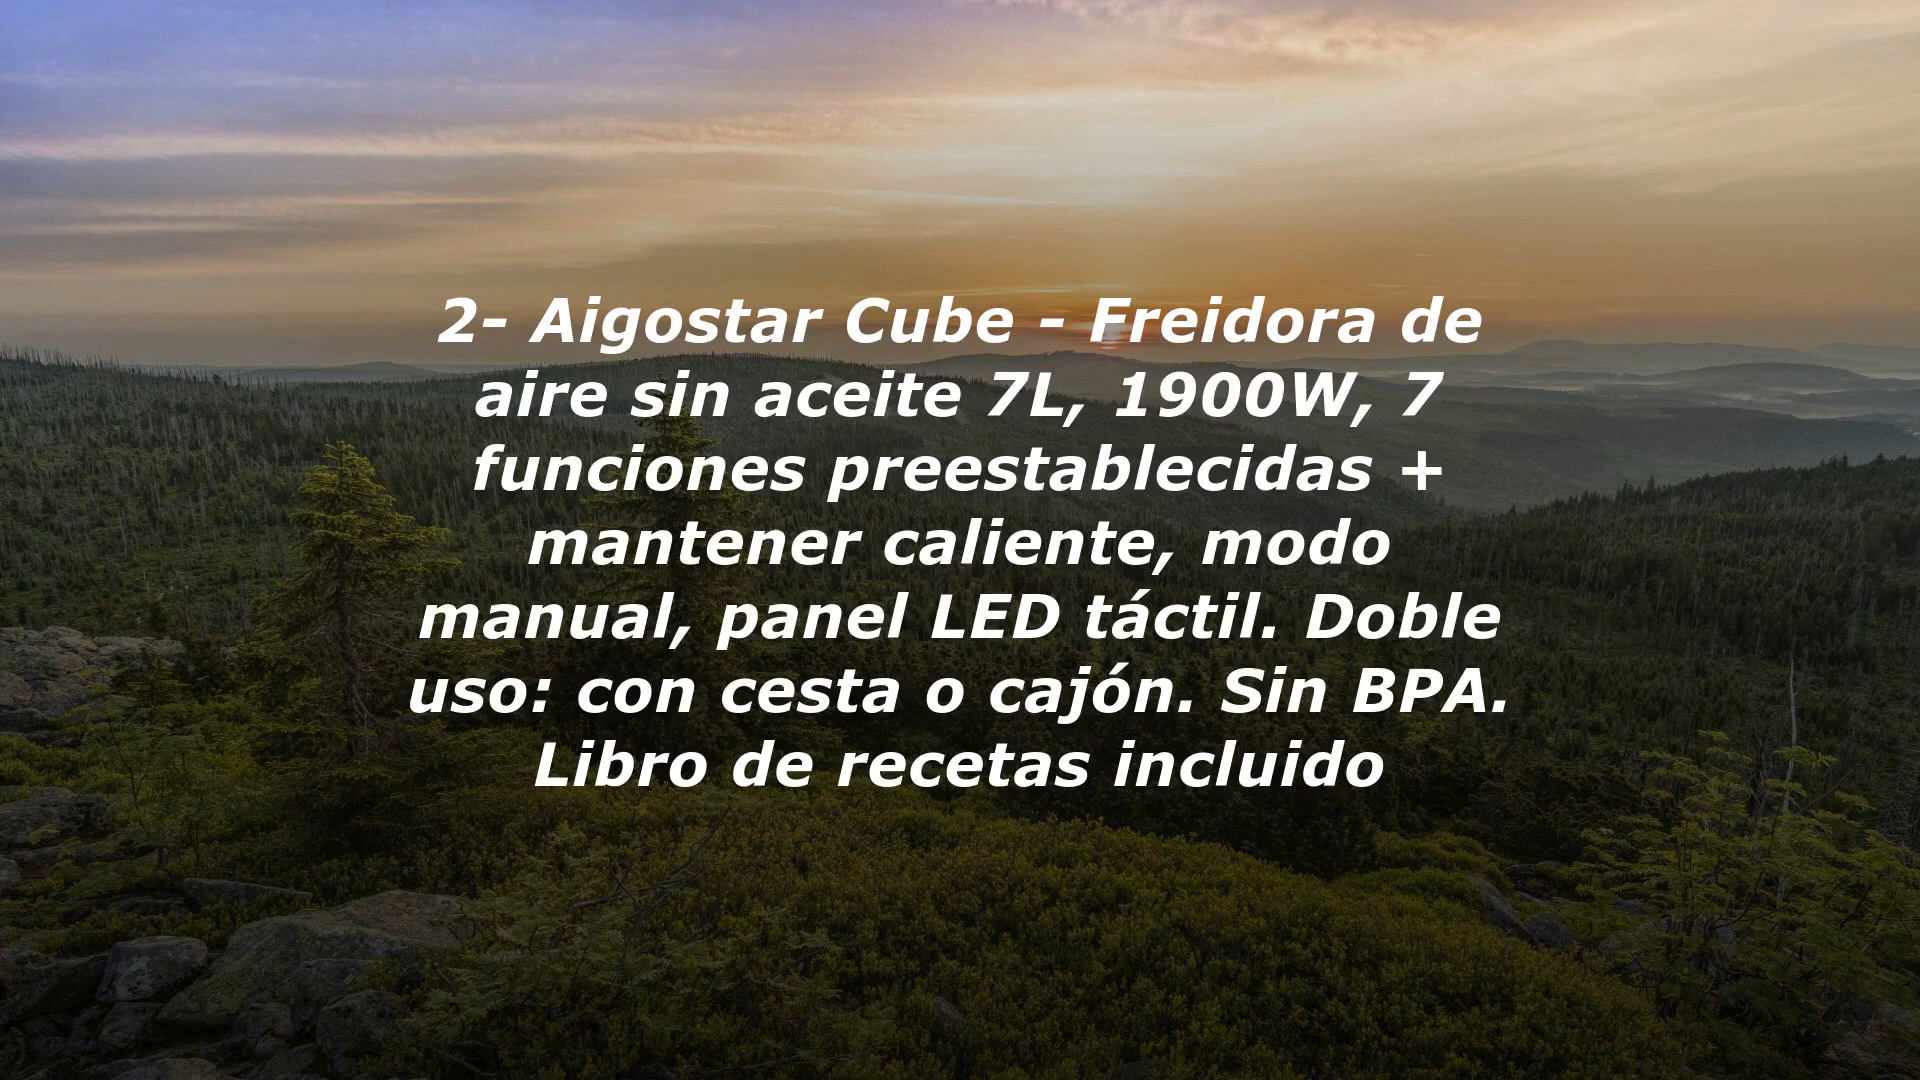 2- Aigostar Cube - Freidora de
aire sin aceite 7L, 1900W, 7
funciones preestablecidas +
mantener caliente, modo
manual, panel LED táctil. Doble
uso: con cesta o cajón. Sin BPA.
Libro de recetas incluido